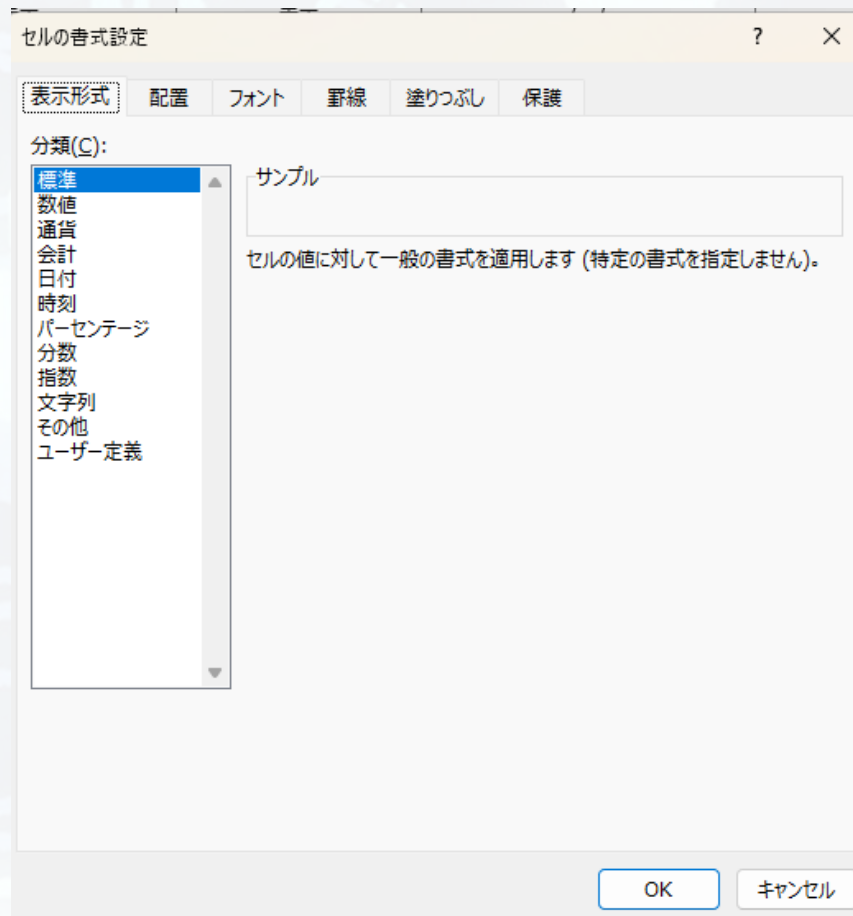 セルの書式設定
?
×
表示形式 配置 フォント 罫線 塗りつぶし 保護
分類(C):
標準
数値
通貨
会計
日付
時刻
パーセンテージ
分数
指数
文字列
その他
ユーザー定義
サンプル
セルの値に対して一般の書式を適用します (特定の書式を指定しません)。
OK キャンセル